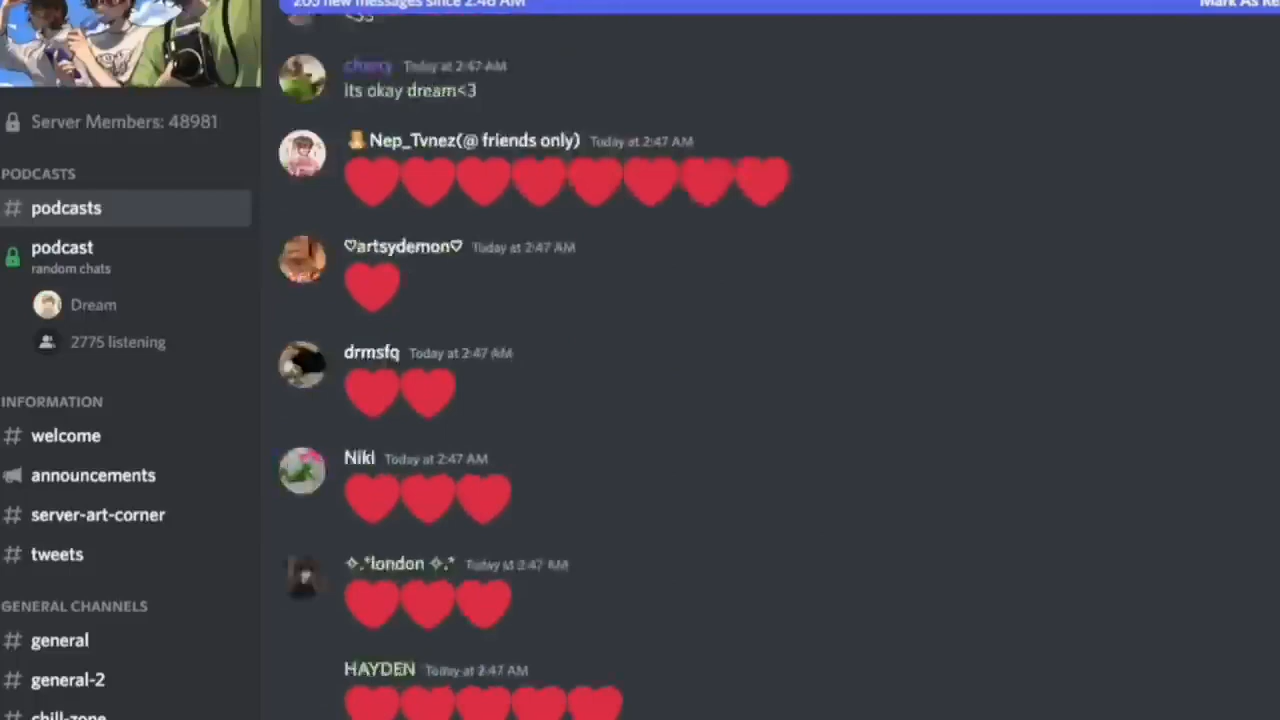 203 new messages since 2:46 AM
Mark As Re
<33
Server Members: 48981
PODCASTS
podcasts
podcast
random chats
Dream
2775 listening
INFORMATION
welcome
announcements
server-art-corner
tweets
GENERAL CHANNELS
general
general-2
chill-zone
cherry Today at 2:47 AM
Its okay dream<3
Nep_Tvnez(@ friends only) Today at 2:47 AM
♡artsydemon♡ Today at 2:47 AM
drmsfq Today at 2:47 AM
Niki Today at 2:47 AM
✧.*london ✧.* Today at 2:47 AM
HAYDEN Today at 2:47 AM